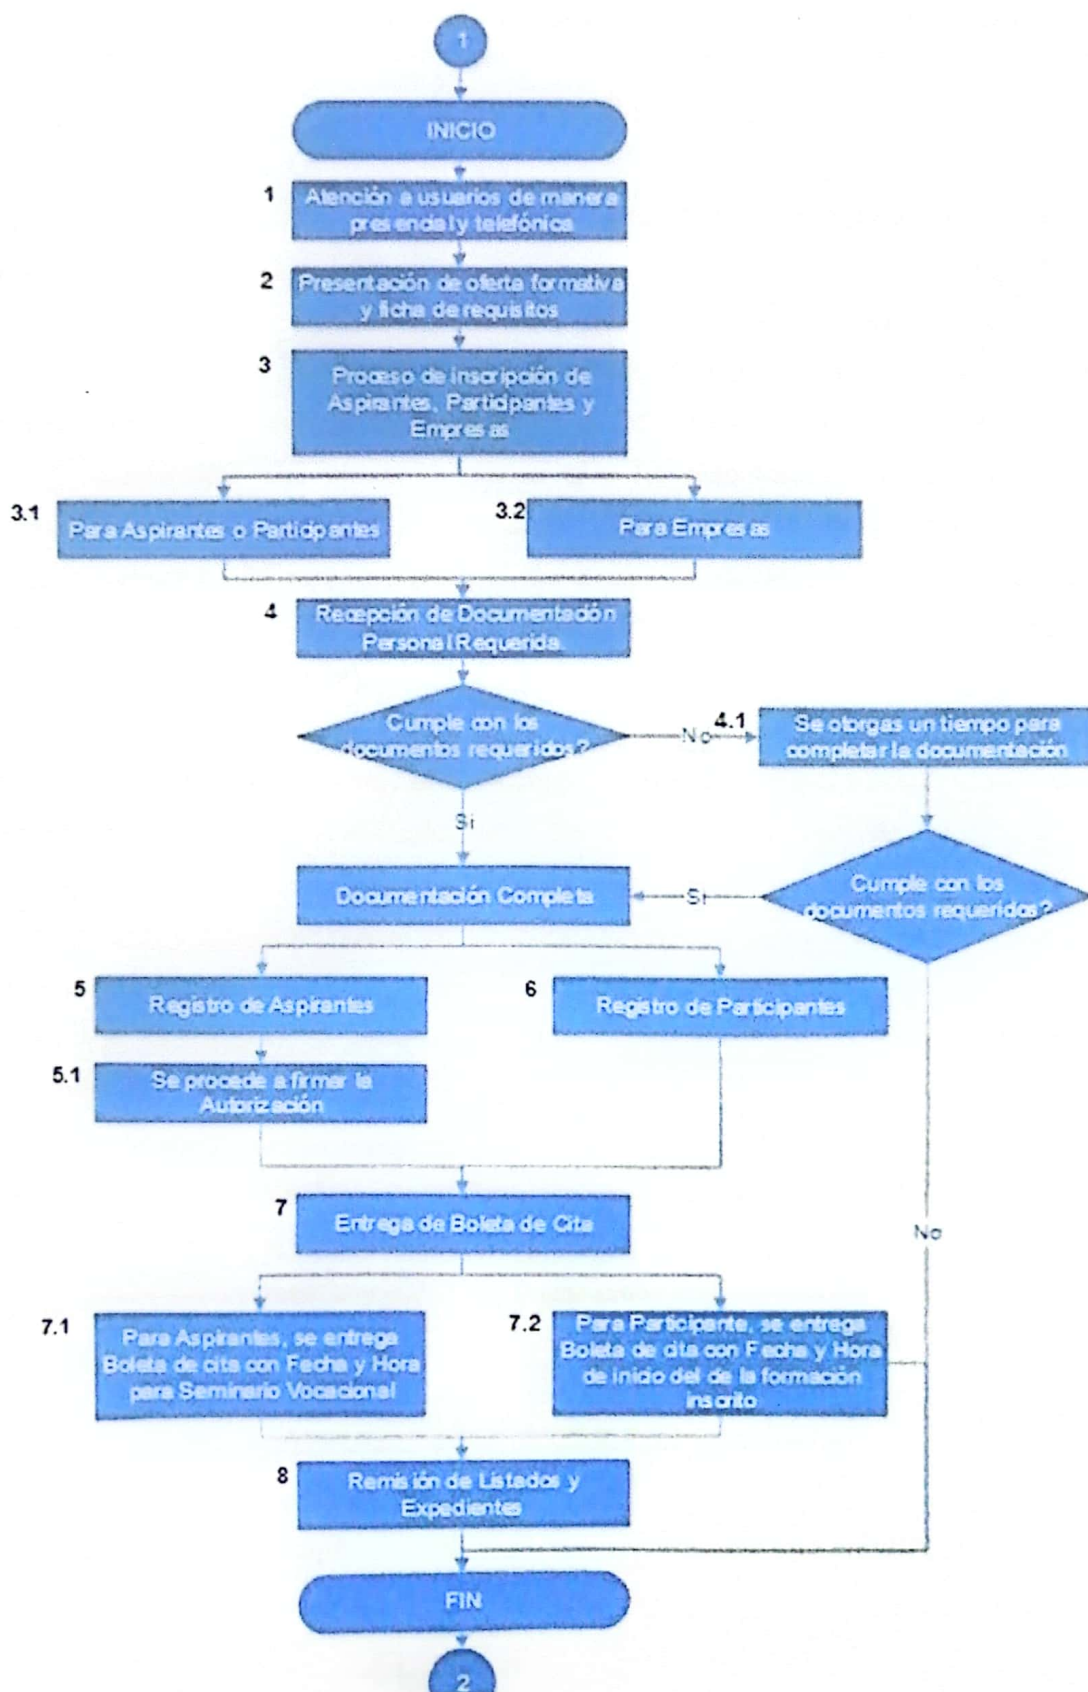 1
INICIO
1
Atención a usuarios de manera
presencial y telefónica
2
Presentación de oferta formativa
y ficha de requisitos
3
Proceso de inscripción de
Aspirantes, Participantes y
Empresas
3.1
Para Aspirantes o Participantes
3.2
Para Empresas
4
Recepción de Documentación
Personal Requerida.
Cumple con los
documentos requeridos?
No
4.1
Se otorgas un tiempo para
completar la documentación
Si
Documentación Completa
Si
Cumple con los
documentos requeridos?
5
Registro de Aspirantes
6
Registro de Participantes
5.1
Se procede a firmar la
Autorización
7
Entrega de Boleta de Cita
No
7.1
Para Aspirantes, se entrega
Boleta de cita con Fecha y Hora
para Seminario Vocacional
7.2
Para Participante, se entrega
Boleta de cita con Fecha y Hora
de inicio del de la formación
inscrito
8
Remisión de Listados y
Expedientes
FIN
2